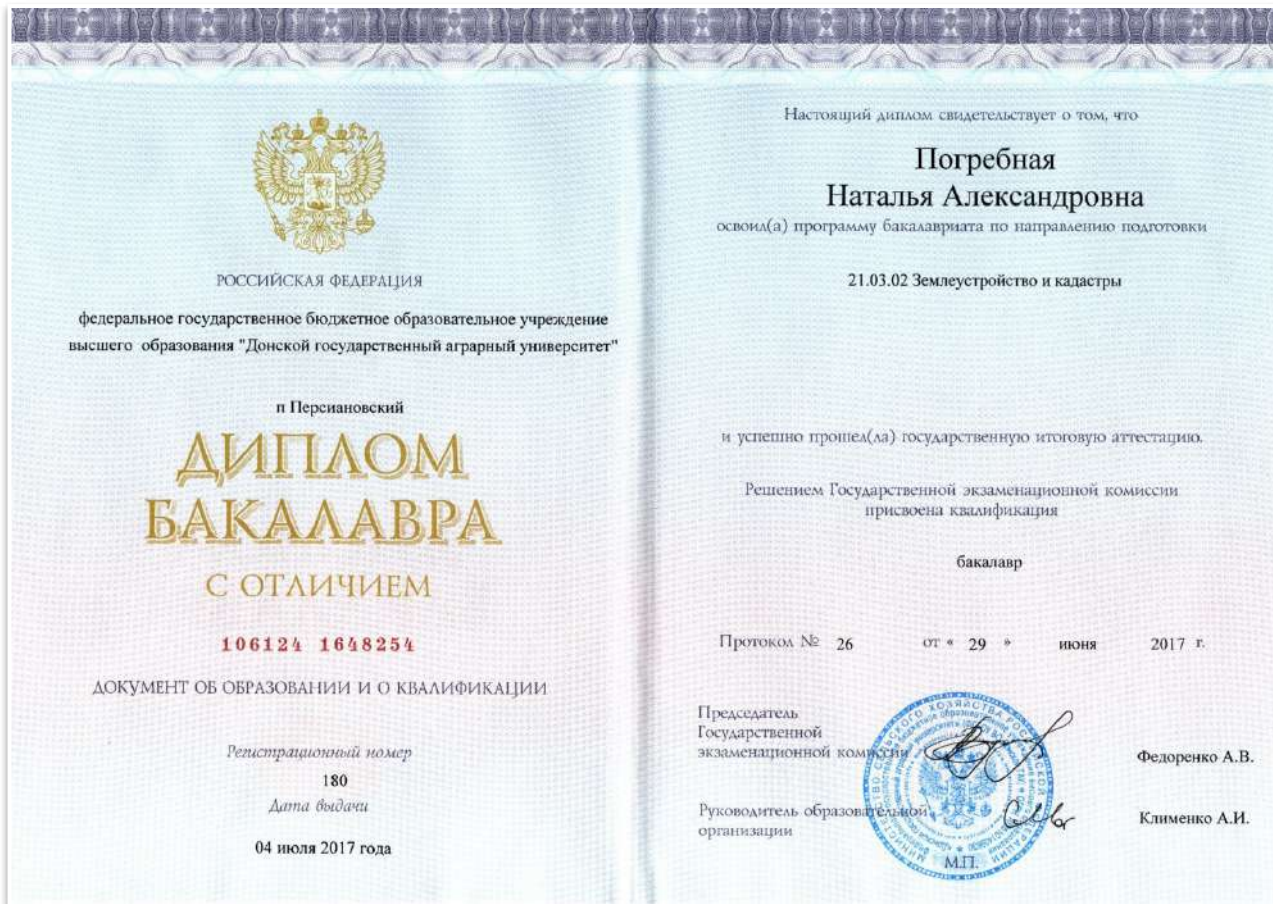 РОССИЙСКАЯ ФЕДЕРАЦИЯ
федеральное государственное бюджетное образовательное учреждение
высшего образования "Донской государственный аграрный университет"
п Персиановский
ДИПЛОМ
БАКАЛАВРА
С ОТЛИЧИЕМ
106124 1648254
ДОКУМЕНТ ОБ ОБРАЗОВАНИИ И О КВАЛИФИКАЦИИ
Регистрационный номер
180
Дата выдачи
04 июля 2017 года
Настоящий диплом свидетельствует о том, что
Погребная
Наталья Александровна
освоил(а) программу бакалавриата по направлению подготовки
21.03.02 Землеустройство и кадастры
и успешно прошел(ла) государственную итоговую аттестацию.
Решением Государственной экзаменационной комиссии
присвоена квалификация
бакалавр
Протокол № 26 от « 29 » июня 2017 г.
Председатель
Государственной
экзаменационной комиссии
Федоренко А.В.
Руководитель образовательной
организации
Клименко А.И.
М.П.